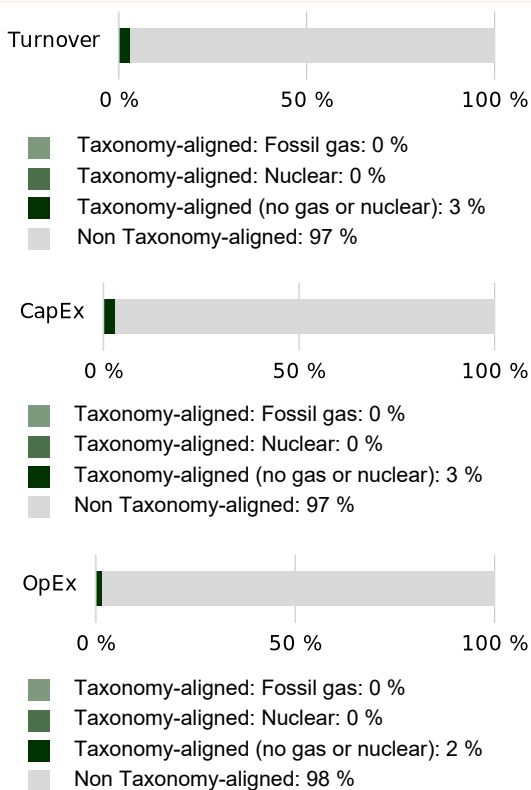 Turnover
0 % 50 % 100 %
Taxonomy-aligned: Fossil gas: 0 %
Taxonomy-aligned: Nuclear: 0 %
Taxonomy-aligned (no gas or nuclear): 3 %
Non Taxonomy-aligned: 97 %
CapEx
0 % 50 % 100 %
Taxonomy-aligned: Fossil gas: 0 %
Taxonomy-aligned: Nuclear: 0 %
Taxonomy-aligned (no gas or nuclear): 3 %
Non Taxonomy-aligned: 97 %
OpEx
0 % 50 % 100 %
Taxonomy-aligned: Fossil gas: 0 %
Taxonomy-aligned: Nuclear: 0 %
Taxonomy-aligned (no gas or nuclear): 2 %
Non Taxonomy-aligned: 98 %